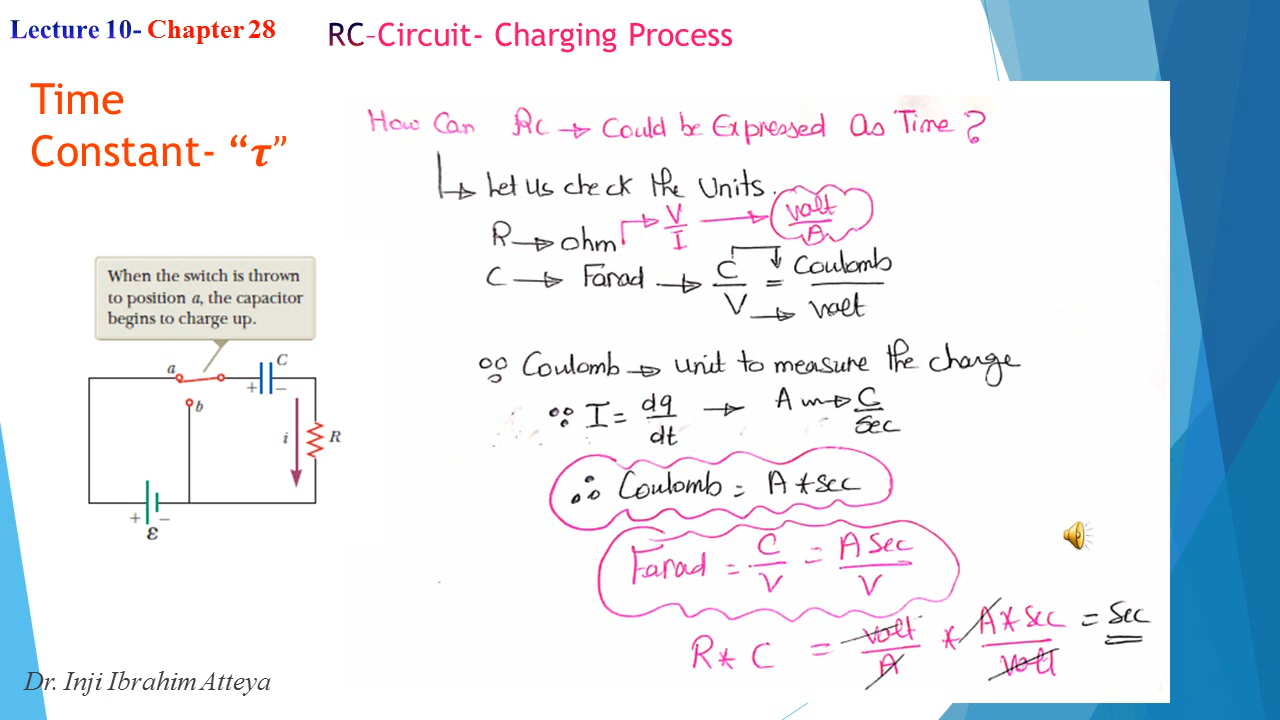 Lecture 10- Chapter 28
RC–Circuit- Charging Process
Time
Constant- “τ”
How Can RC → Could be Expressed As Time?
↳ Let us check the Units.
R → ohm → V/I → volt/A
C → Farad → C/V = Coulomb/volt
∵ Coulomb → unit to measure the charge
∵ I = dq/dt → Am → C/sec
∴ Coulomb = A * sec
Farad = C/V = A Sec/V
R * C = volt/A * A * sec/volt = sec
When the switch is thrown
to position a, the capacitor
begins to charge up.
a
C
+ −
b
i
R
+ −
ε
Dr. Inji Ibrahim Atteya